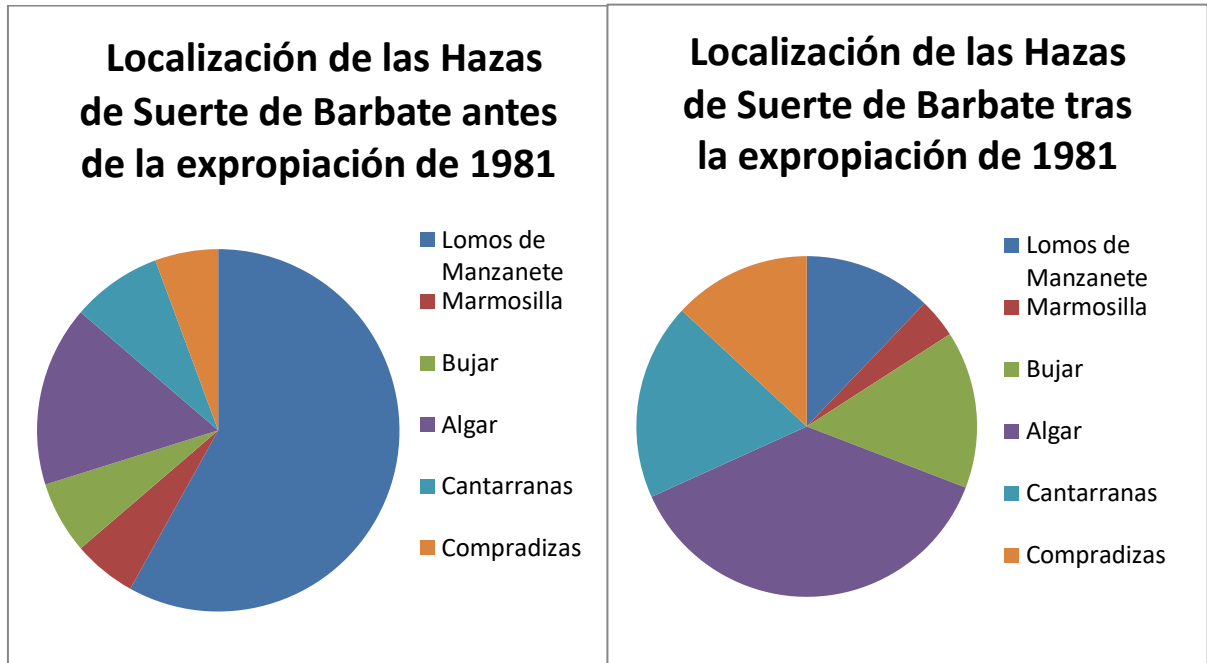 Localización de las Hazas
de Suerte de Barbate antes
de la expropiación de 1981
Lomos de
Manzanete
Marmosilla
Bujar
Algar
Cantarranas
Compradizas
Localización de las Hazas
de Suerte de Barbate tras
la expropiación de 1981
Lomos de
Manzanete
Marmosilla
Bujar
Algar
Cantarranas
Compradizas